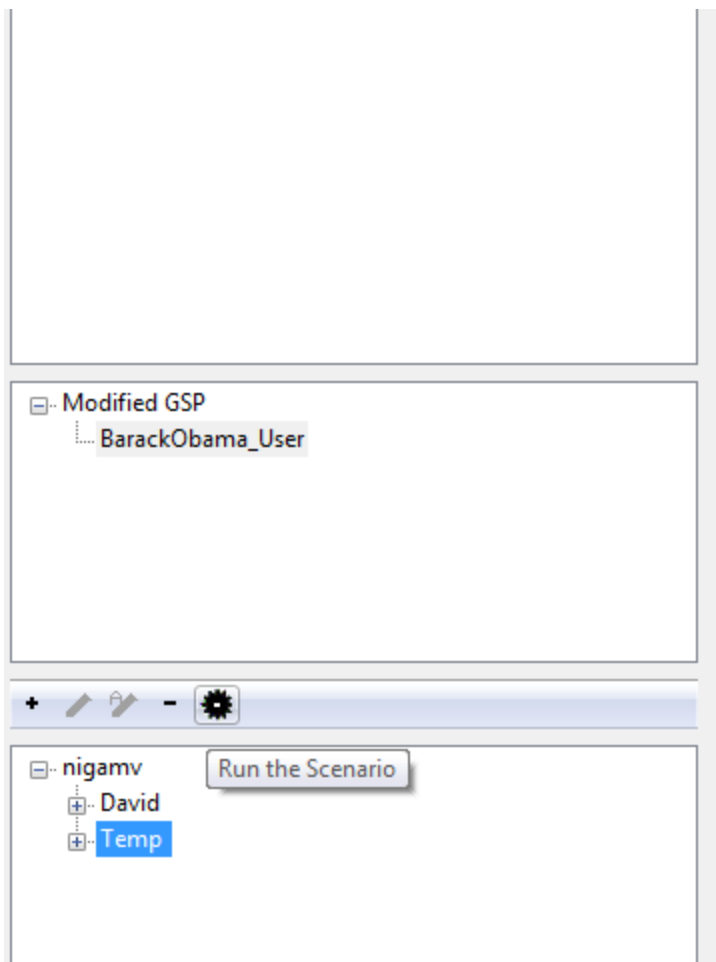 Modified GSP
BarackObama_User
nigamv
Run the Scenario
David
Temp